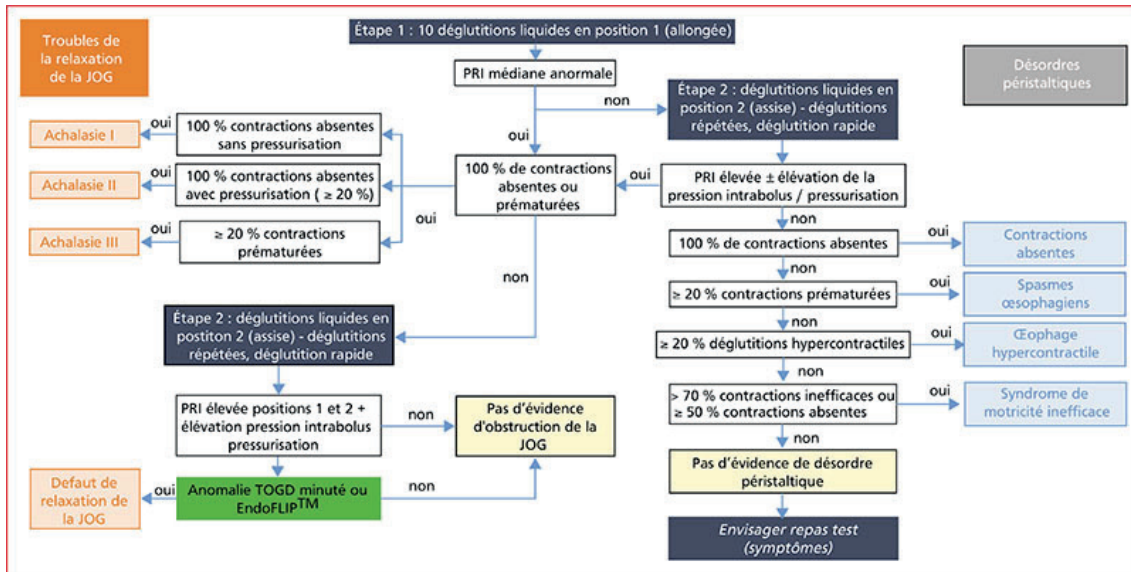 Étape 1 : 10 déglutitions liquides en position 1 (allongée)
Troubles de
la relaxation
de la JOG
PRI médiane anormale
Désordres
péristaltiques
non
Étape 2 : déglutitions liquides en
position 2 (assise) - déglutitions
répétées, déglutition rapide
oui
Achalasie I
oui
100 % contractions absentes
sans pressurisation
Achalasie II
oui
100 % contractions absentes
avec pressurisation ( ≥ 20 %)
100 % de contractions
absentes ou
prématurées
oui
PRI élevée ± élévation de la
pression intrabolus / pressurisation
oui
Achalasie III
oui
≥ 20 % contractions
prématurées
non
100 % de contractions absentes
oui
Contractions
absentes
non
non
≥ 20 % contractions prématurées
oui
Spasmes
œsophagiens
non
Étape 2 : déglutitions liquides en
postiton 2 (assise) - déglutitions
répétées, déglutition rapide
≥ 20 % déglutitions hypercontractiles
oui
Œophage
hypercontractile
non
PRI élevée positions 1 et 2 +
élévation pression intrabolus
pressurisation
non
Pas d'évidence
d'obstruction de la
JOG
> 70 % contractions inefficaces ou
≥ 50 % contractions absentes
oui
Syndrome de
motricité inefficace
non
Defaut de
relaxation de
la JOG
oui
Anomalie TOGD minuté ou
EndoFLIP™
non
Pas d'évidence de désordre
péristaltique
Envisager repas test
(symptômes)